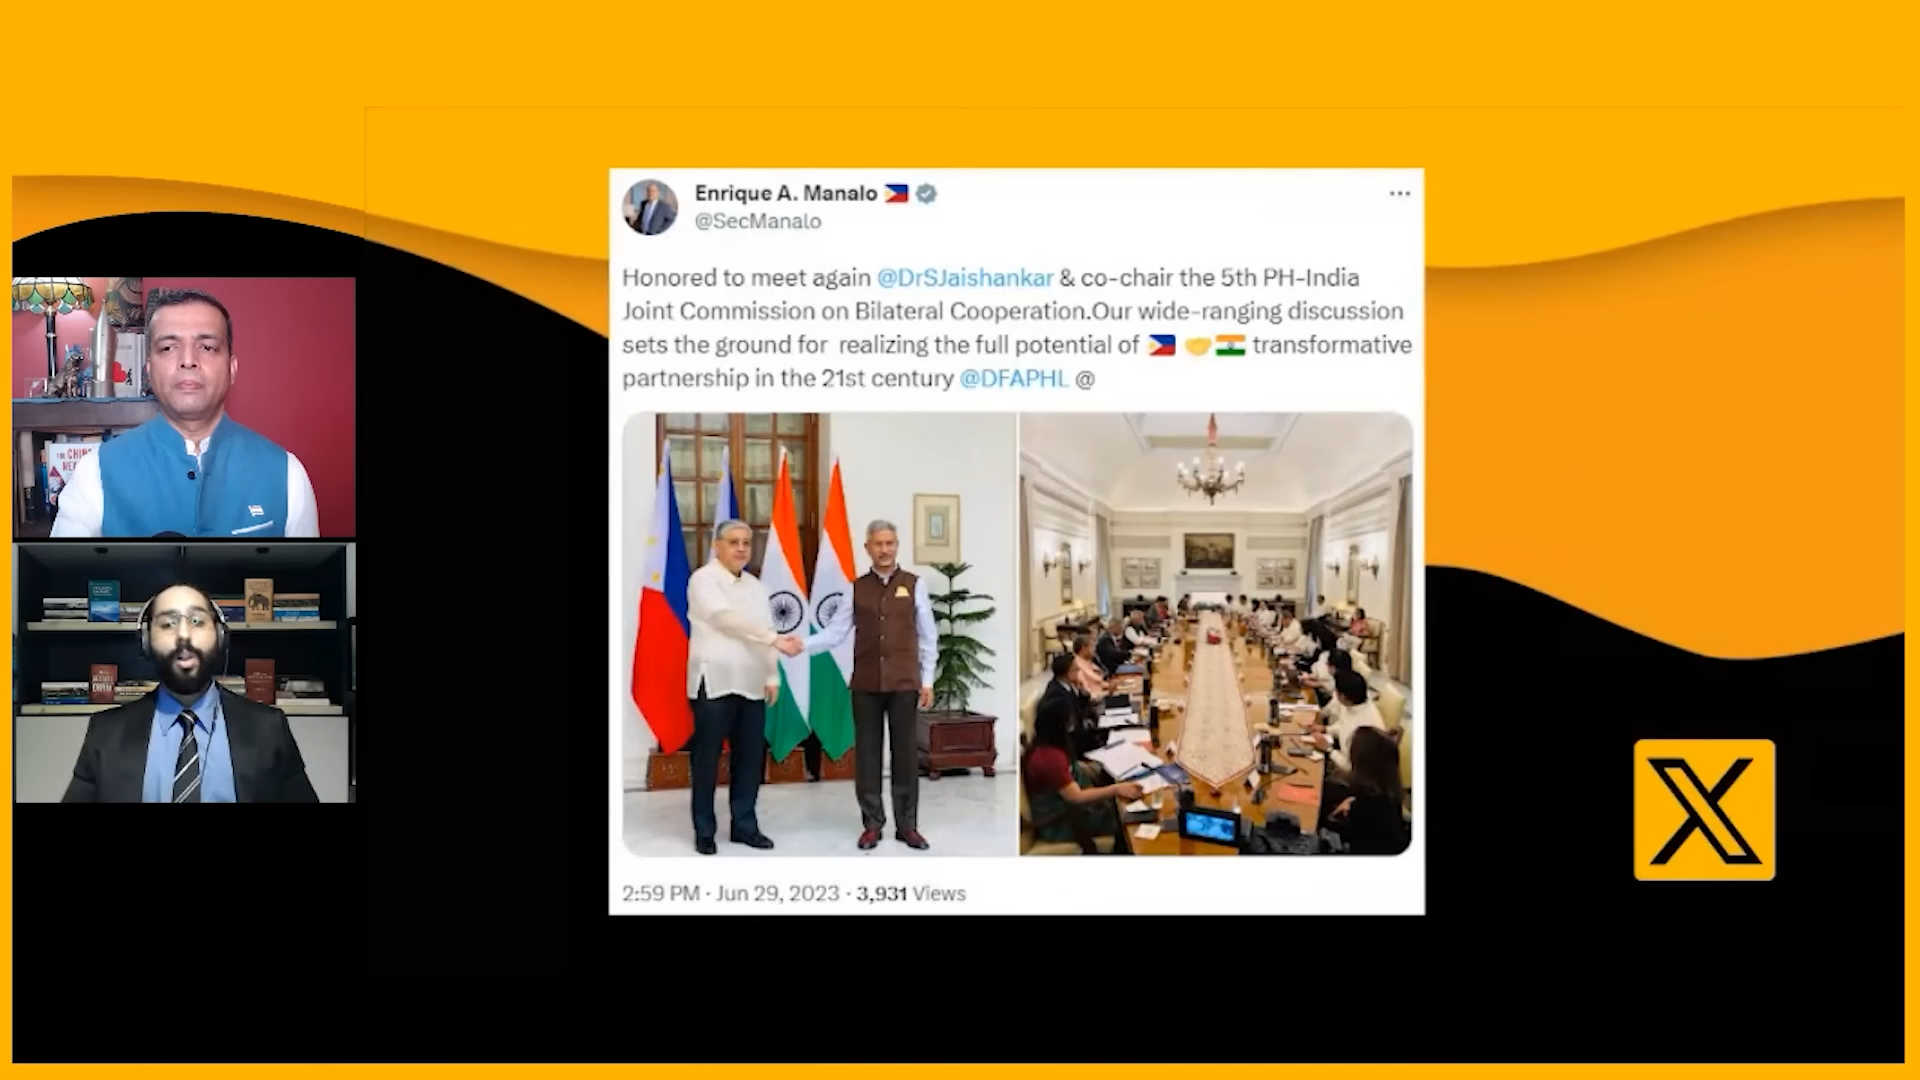 Enrique A. Manalo
@SecManalo
Honored to meet again @DrSJaishankar & co-chair the 5th PH-India
Joint Commission on Bilateral Cooperation.Our wide-ranging discussion
sets the ground for realizing the full potential of 🇵🇭 🤝 🇮🇳 transformative
partnership in the 21st century @DFAPHL @
2:59 PM · Jun 29, 2023 · 3,931 Views